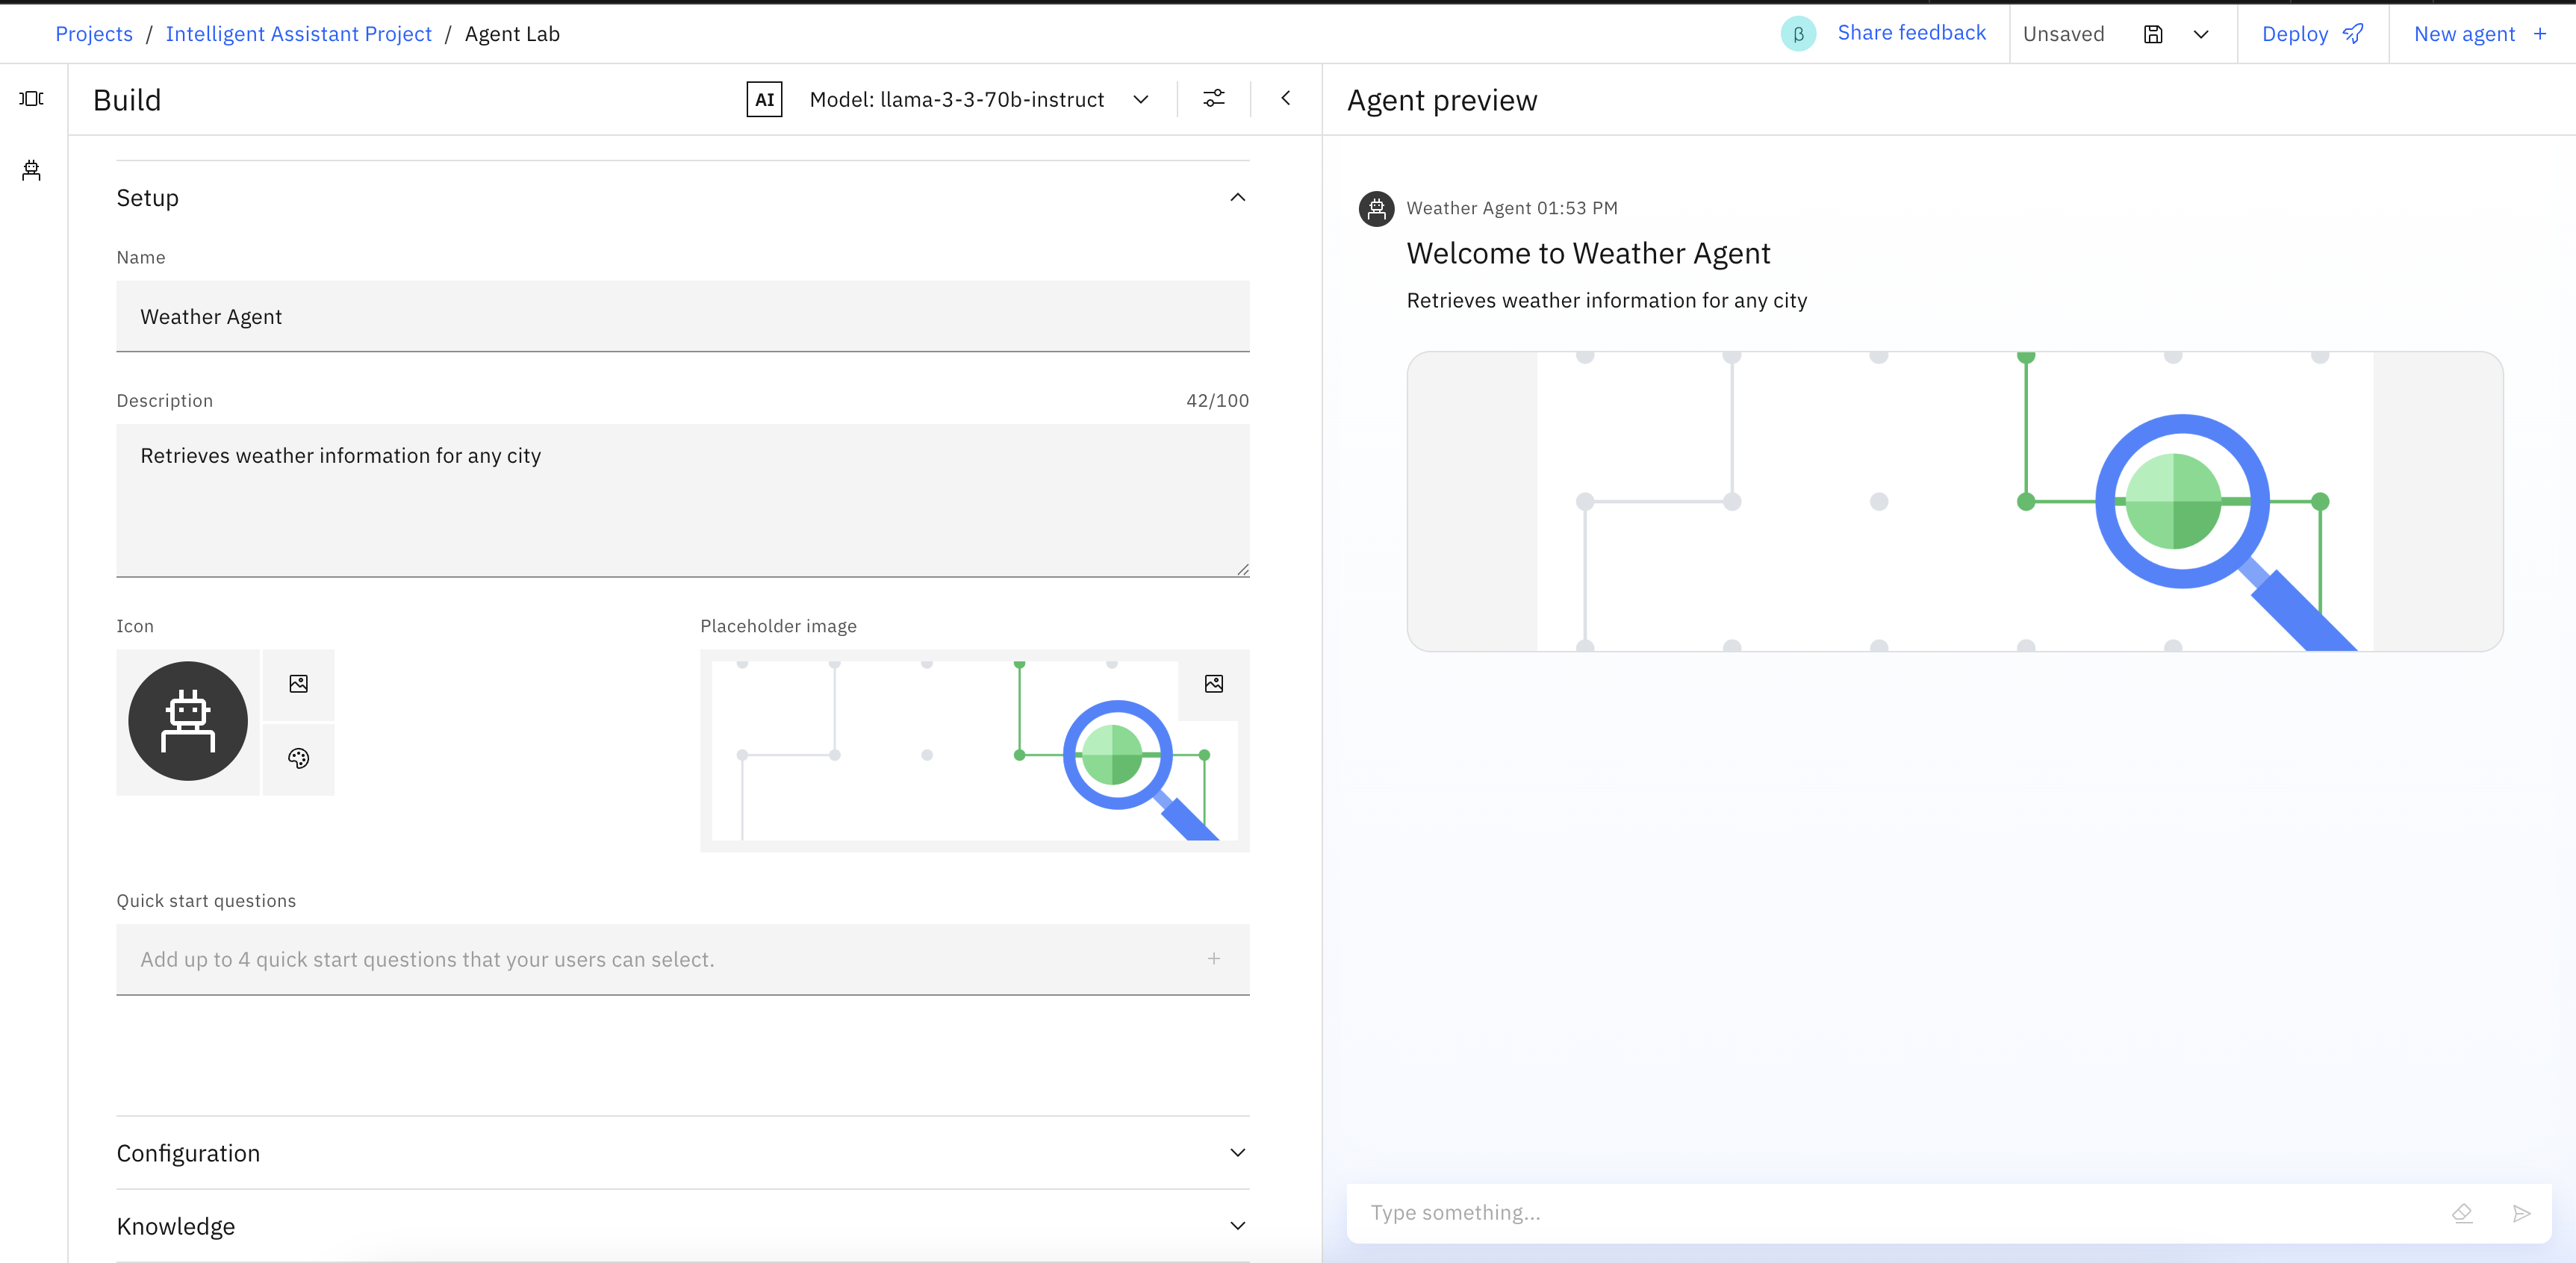 Projects / Intelligent Assistant Project / Agent Lab
β Share feedback Unsaved Deploy New agent +
Build
AI Model: llama-3-3-70b-instruct
Agent preview
Setup
Name
Weather Agent
Description 42/100
Retrieves weather information for any city
Icon
Placeholder image
Quick start questions
Add up to 4 quick start questions that your users can select. +
Configuration
Knowledge
Weather Agent 01:53 PM
Welcome to Weather Agent
Retrieves weather information for any city
Type something...